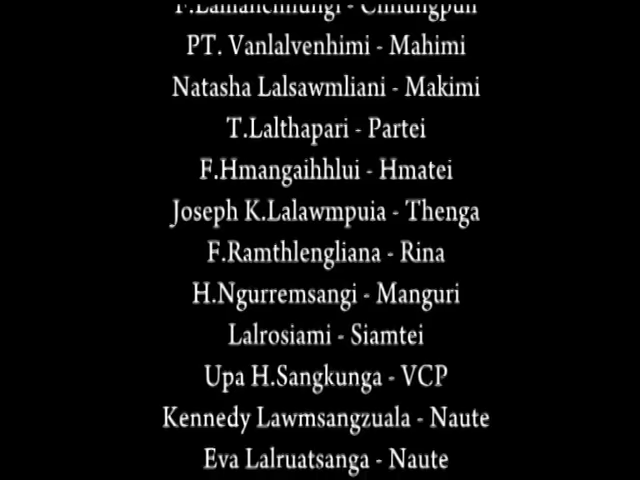 PT. Vanlalvenhimi - Mahimi
Natasha Lalsawmliani - Makimi
T.Lalthapari - Partei
F.Hmangaihhlui - Hmatei
Joseph K.Lalawmpuia - Thenga
F.Ramthlengliana - Rina
H.Ngurremsangi - Manguri
Lalrosiami - Siamtei
Upa H.Sangkunga - VCP
Kennedy Lawmsangzuala - Naute
Eva Lalruatsanga - Naute